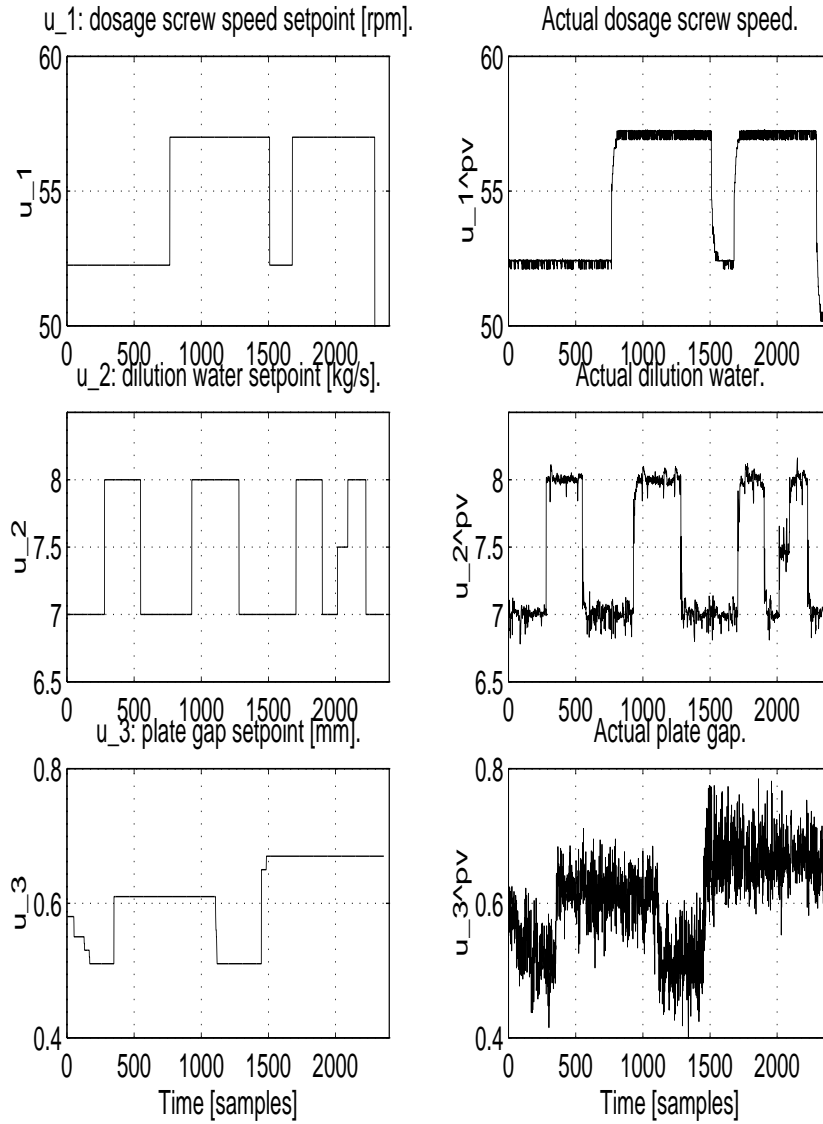 u_1: dosage screw speed setpoint [rpm].
Actual dosage screw speed.
60
55
50
u_1
0 500 1000 1500 2000
60
55
50
u_1^pv
0 500 1000 1500 2000
u_2: dilution water setpoint [kg/s].
Actual dilution water.
8
7.5
7
6.5
u_2
0 500 1000 1500 2000
8
7.5
7
6.5
u_2^pv
0 500 1000 1500 2000
u_3: plate gap setpoint [mm].
Actual plate gap.
0.8
0.6
0.4
u_3
0 500 1000 1500 2000
Time [samples]
0.8
0.6
0.4
u_3^pv
0 500 1000 1500 2000
Time [samples]